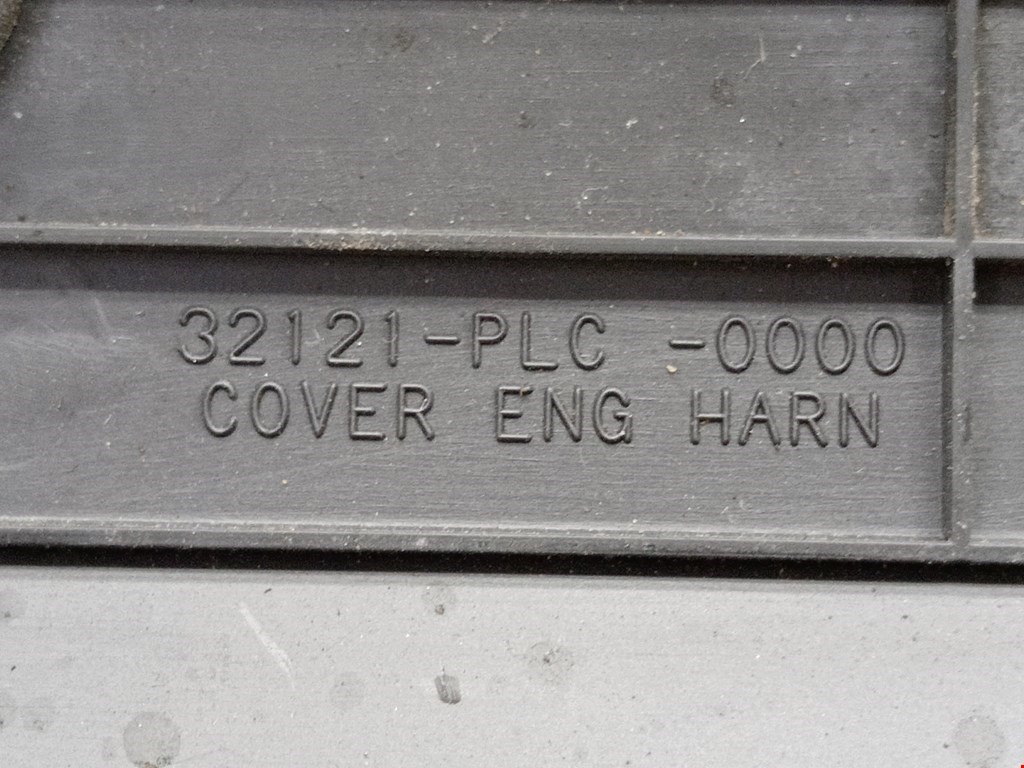 32121-PLC -0000
COVER ENG HARN